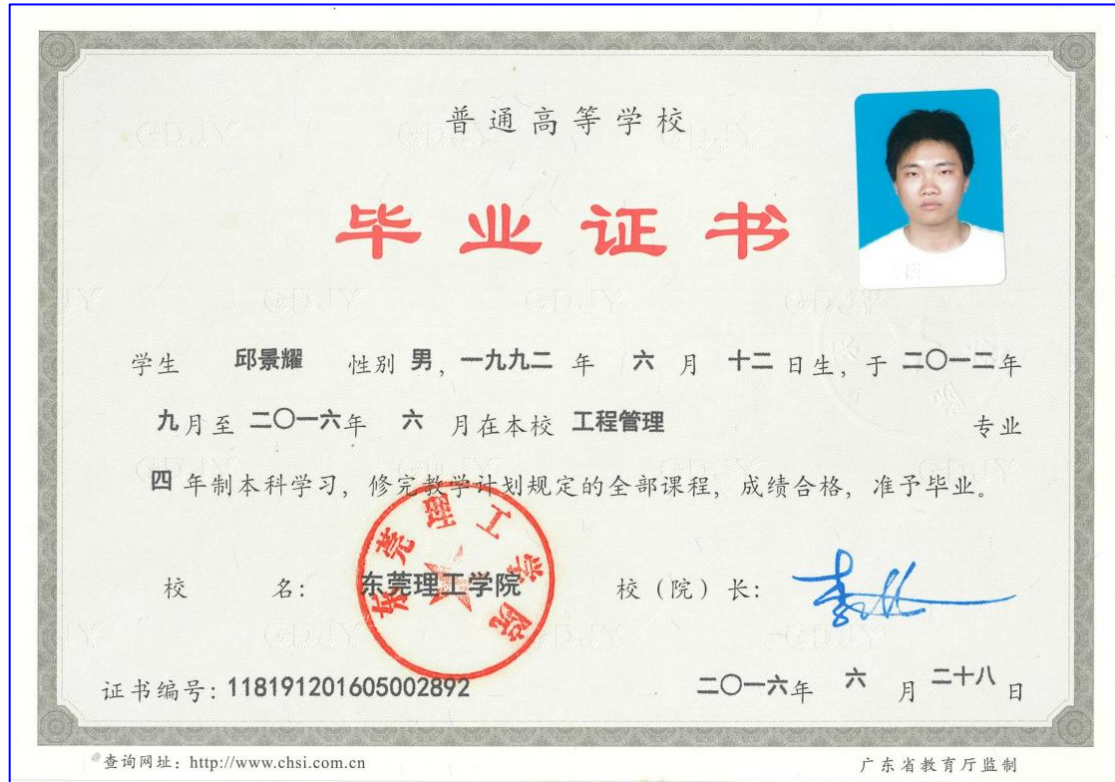 普通高等学校
毕业证书
学生 邱景耀 性别 男，一九九二 年 六 月 十二 日生，于 二〇一二年
九月至 二〇一六年 六 月在本校 工程管理 专业
四 年制本科学习，修完教学计划规定的全部课程，成绩合格，准予毕业。
东莞理工学院
校 名： 东莞理工学院 校（院）长：
证书编号：118191201605002892 二〇一六年 六 月 二十八 日
查询网址：http://www.chsi.com.cn 广东省教育厅监制